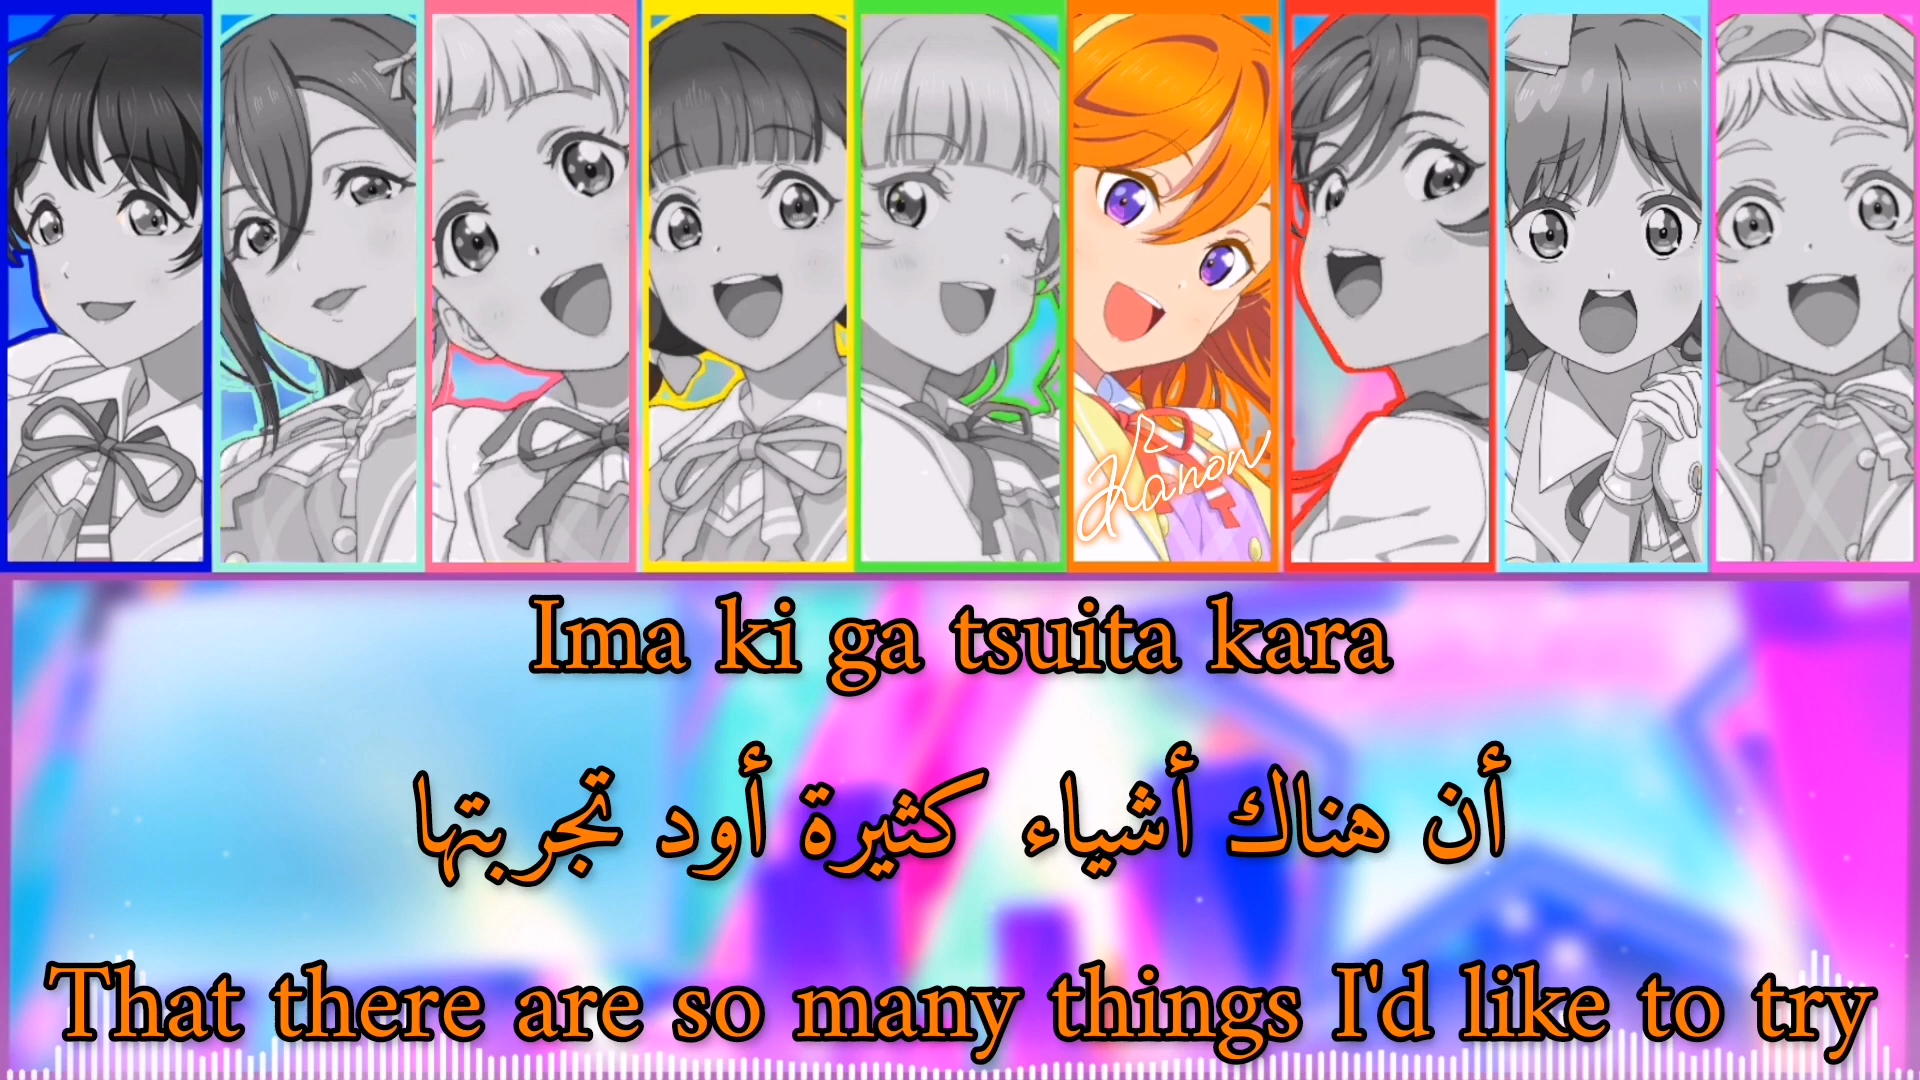 Kanon
Ima ki ga tsuita kara
أن هناك أشياء كثيرة أود تجربتها
That there are so many things I'd like to try